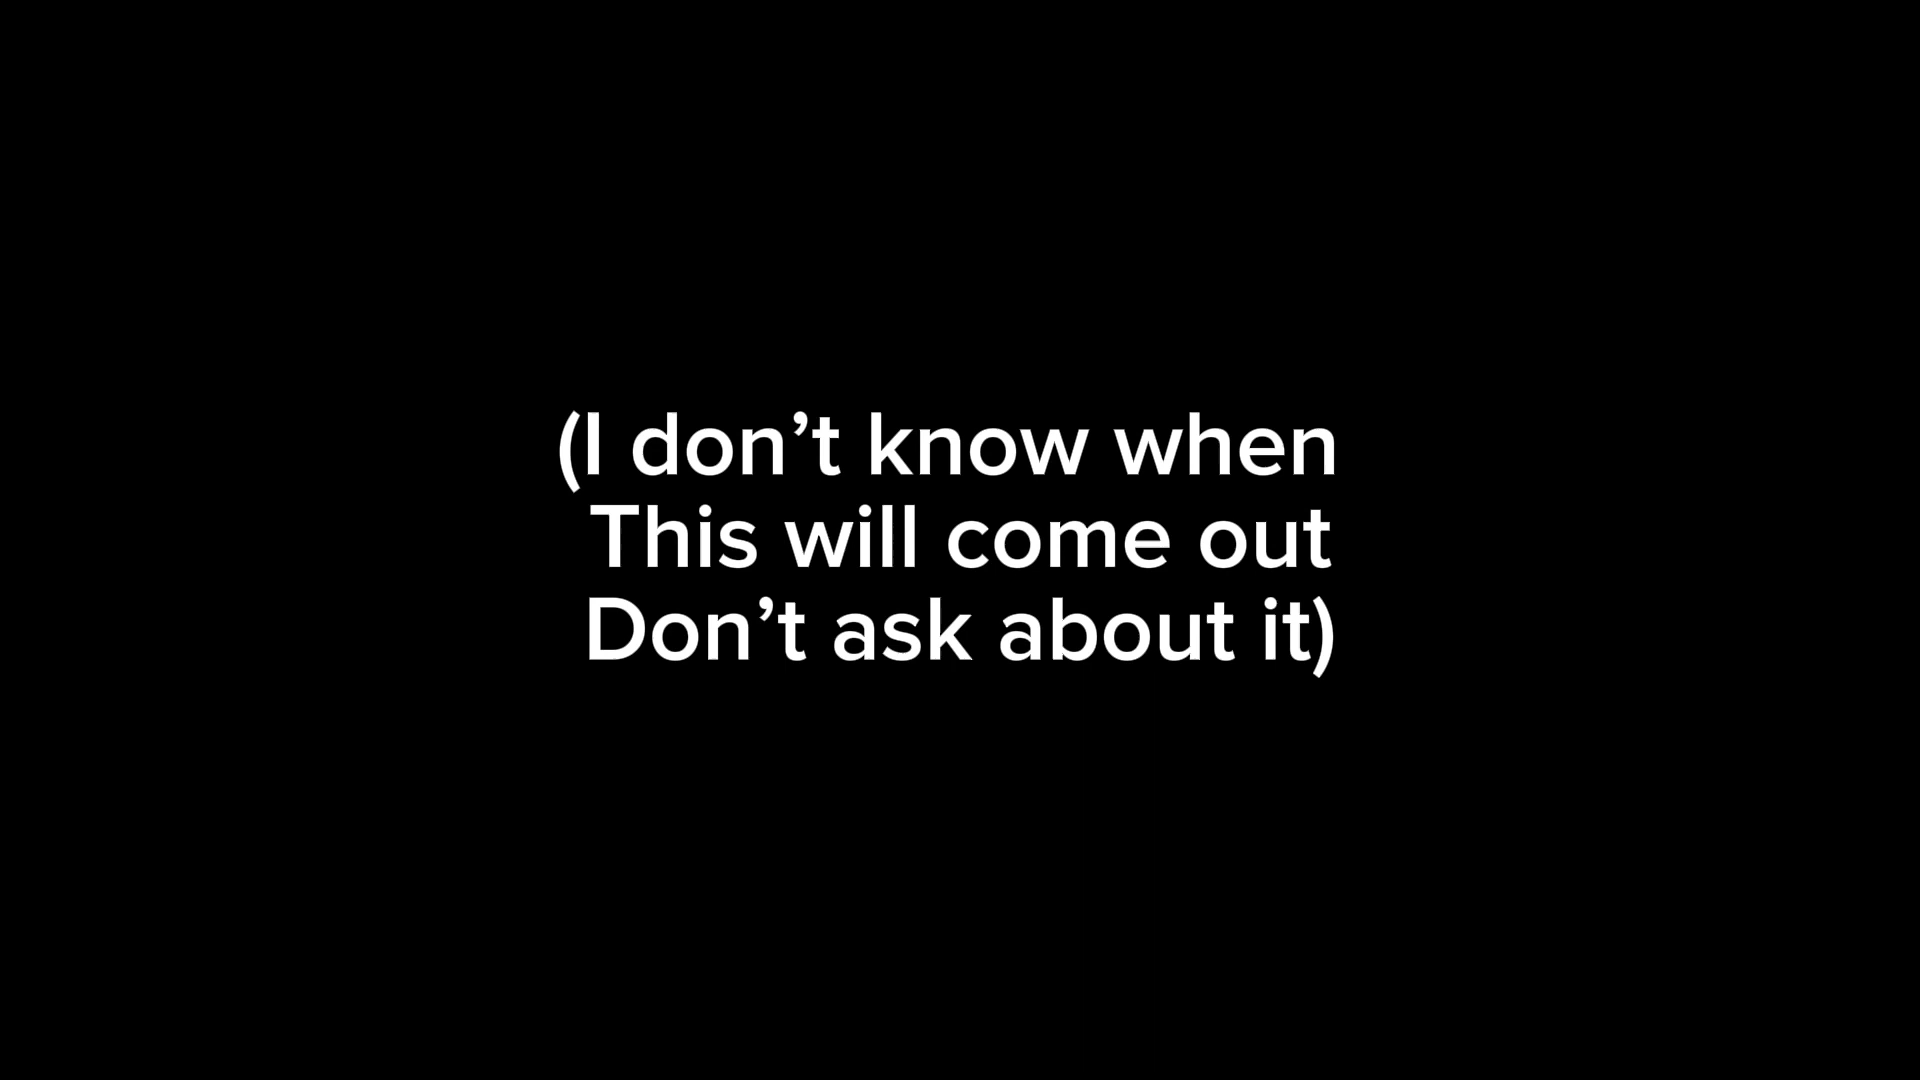 (I don’t know when
This will come out
Don’t ask about it)